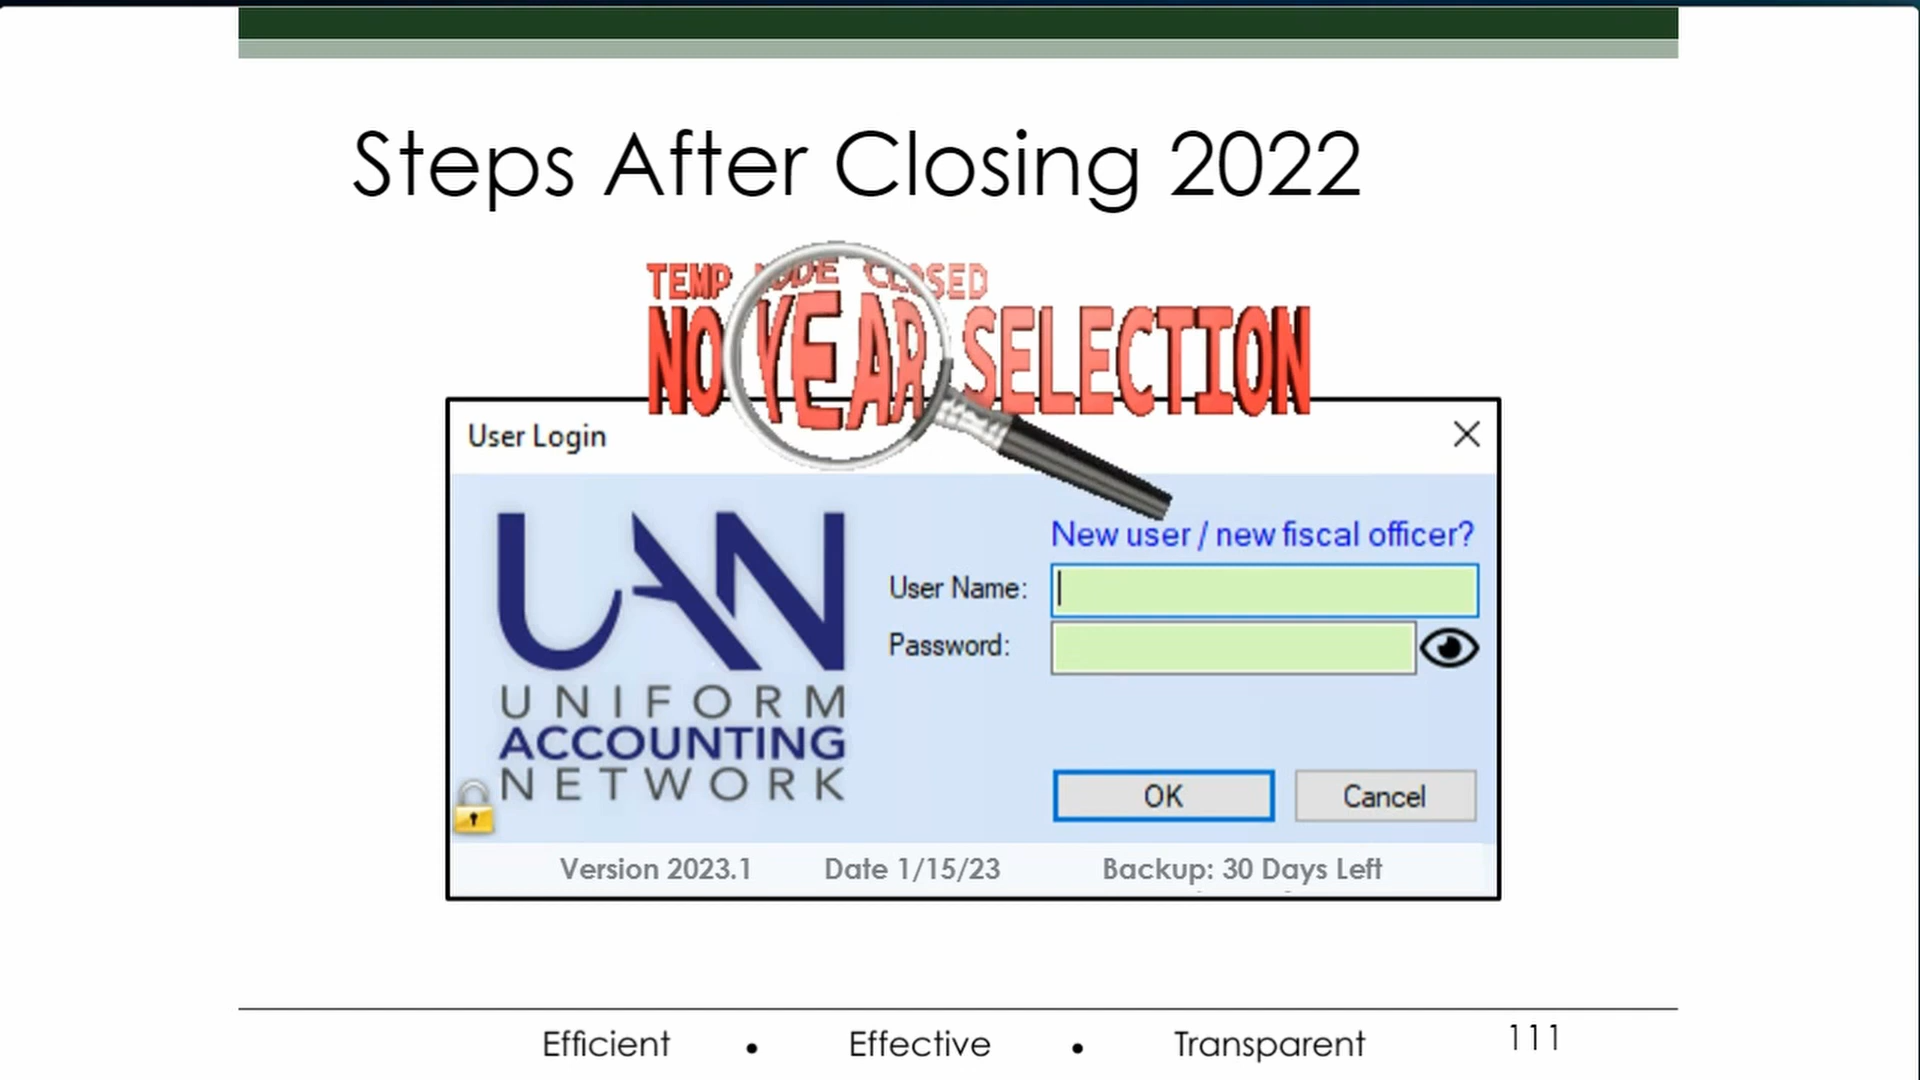 Steps After Closing 2022
TEMP MODE CLOSED
NO YEAR SELECTION
User Login
New user / new fiscal officer?
User Name:
Password:
UAN
UNIFORM
ACCOUNTING
NETWORK
OK Cancel
Version 2023.1 Date 1/15/23 Backup: 30 Days Left
Efficient • Effective • Transparent 111